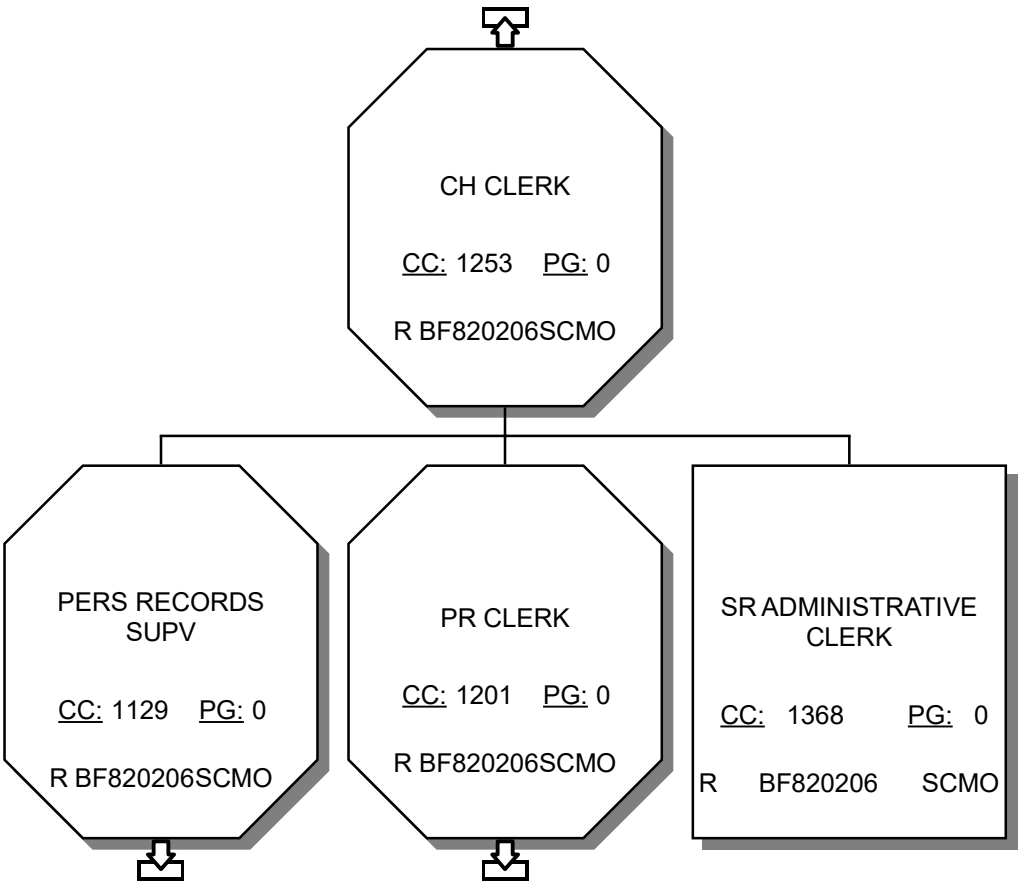 CH CLERK
CC: 1253 PG: 0
R BF820206SCMO
PERS RECORDS
SUPV
CC: 1129 PG: 0
R BF820206SCMO
PR CLERK
CC: 1201 PG: 0
R BF820206SCMO
SR ADMINISTRATIVE
CLERK
CC: 1368 PG: 0
R BF820206 SCMO